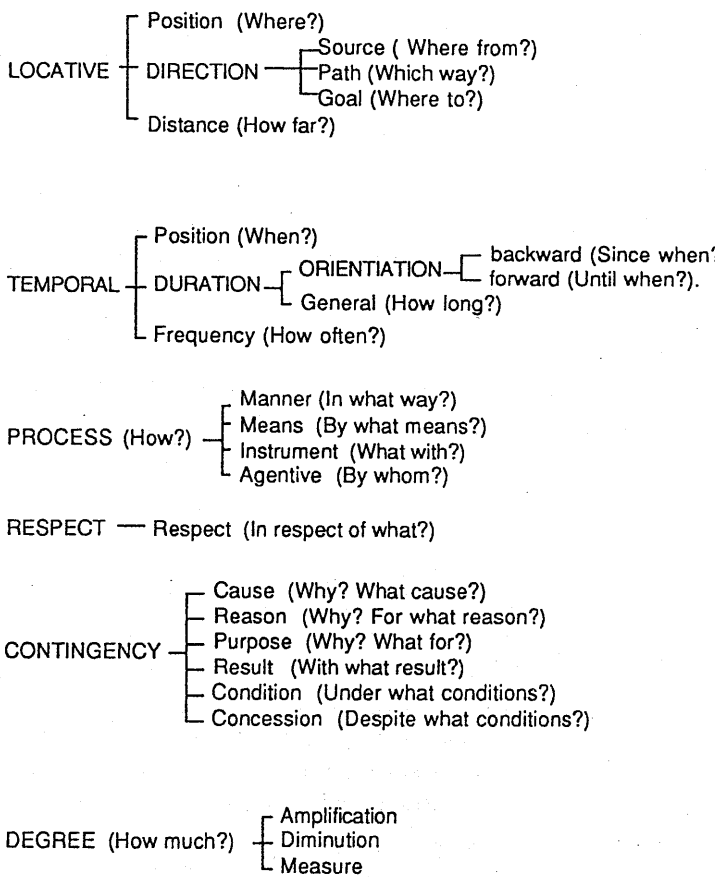 Position (Where?)
Source ( Where from?)
LOCATIVE DIRECTION Path (Which way?)
Goal (Where to?)
Distance (How far?)
Position (When?)
backward (Since when?
ORIENTIATION
forward (Until when?).
TEMPORAL DURATION
General (How long?)
Frequency (How often?)
Manner (In what way?)
Means (By what means?)
PROCESS (How?)
Instrument (What with?)
Agentive (By whom?)
RESPECT — Respect (In respect of what?)
Cause (Why? What cause?)
Reason (Why? For what reason?)
Purpose (Why? What for?)
CONTINGENCY
Result (With what result?)
Condition (Under what conditions?)
Concession (Despite what conditions?)
Amplification
DEGREE (How much?) Diminution
Measure